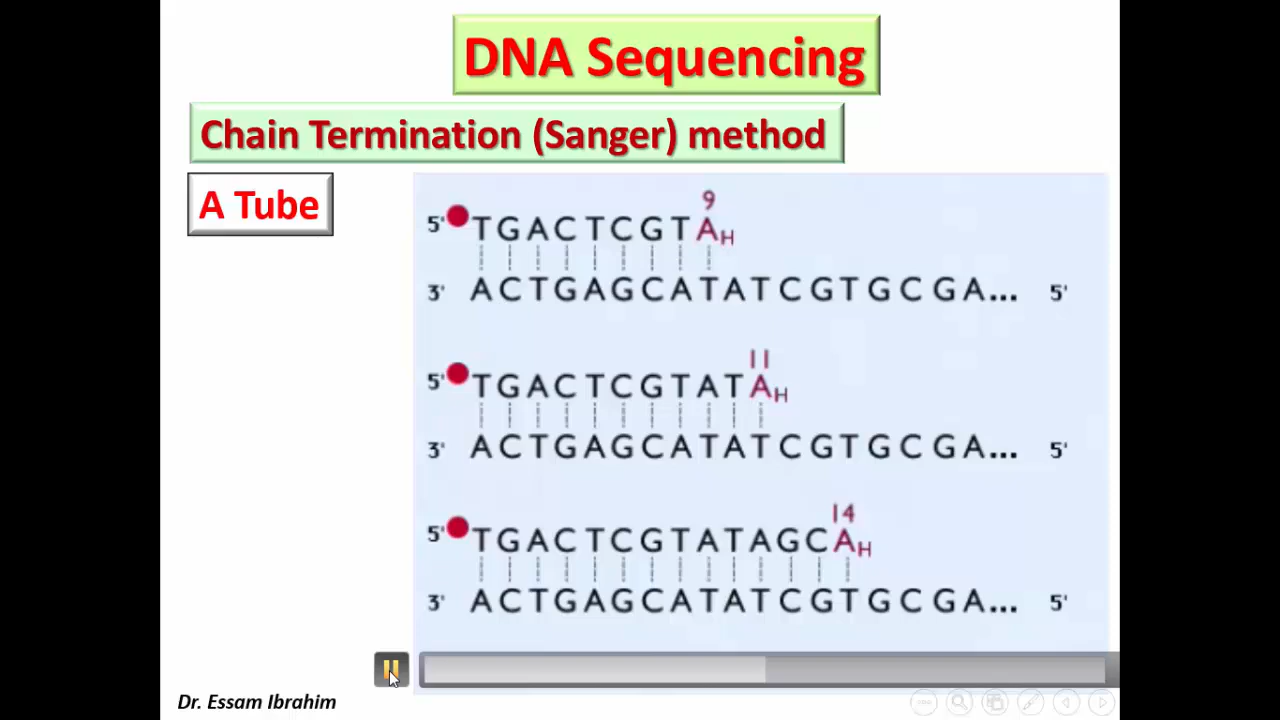 DNA Sequencing
Chain Termination (Sanger) method
A Tube
9
5' TGACTCGTAH
3' ACTGAGCATATCGTGCGA... 5'
11
5' TGACTCGTATAH
3' ACTGAGCATATCGTGCGA... 5'
14
5' TGACTCGTATAGCAH
3' ACTGAGCATATCGTGCGA... 5'
Dr. Essam Ibrahim